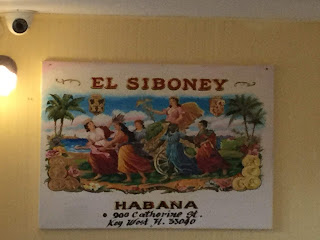 EL SIBONEY
HABANA
900 Catherine St.
Key West Fl. 33040